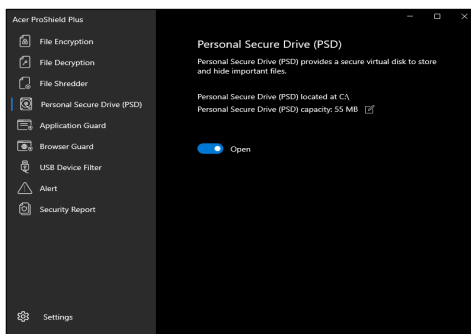 Acer ProShield Plus
File Encryption
File Decryption
File Shredder
Personal Secure Drive (PSD)
Application Guard
Browser Guard
USB Device Filter
Alert
Security Report
Settings
Personal Secure Drive (PSD)
Personal Secure Drive (PSD) provides a secure virtual disk to store
and hide important files.
Personal Secure Drive (PSD) located at C:\
Personal Secure Drive (PSD) capacity: 55 MB
Open